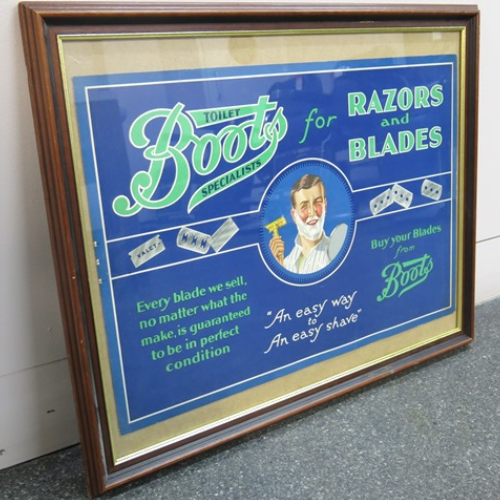 Boots
TOILET
SPECIALISTS
for
RAZORS
and
BLADES
VALET
Every blade we sell,
no matter what the
make, is guaranteed
to be in perfect
condition
"An easy way
to
An easy shave"
Buy your Blades
from
Boots